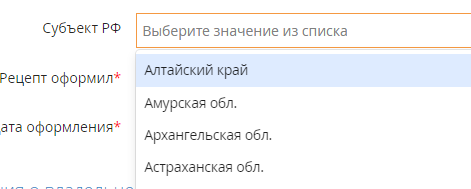 Субъект РФ
Выберите значение из списка
Алтайский край
Рецепт оформил*
Амурская обл.
ата оформления*
Архангельская обл.
Астраханская обл.